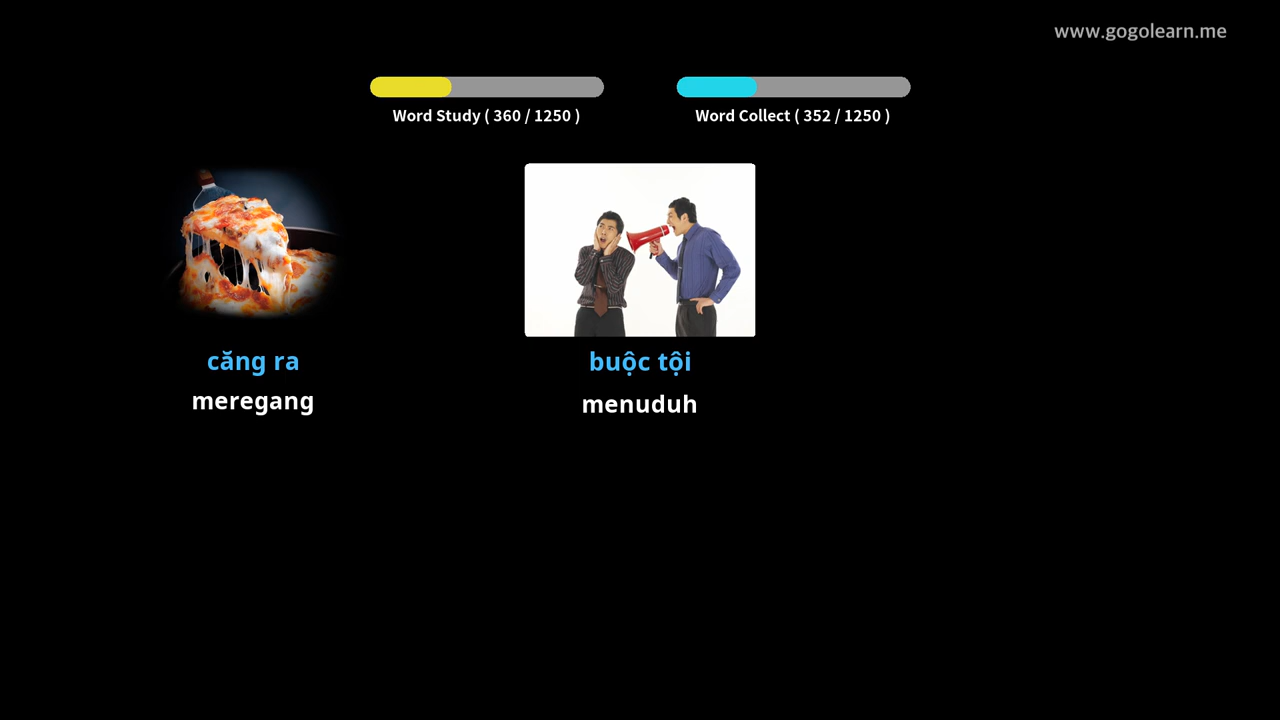 www.gogolearn.me
Word Study ( 360 / 1250 )
Word Collect ( 352 / 1250 )
căng ra
meregang
buộc tội
menuduh